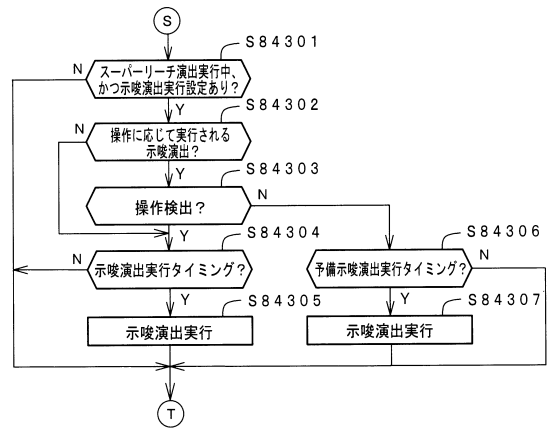 S
S84301
スーパーリーチ演出実行中、
かつ示唆演出実行設定あり?
N
Y
S84302
操作に応じて実行される
示唆演出?
N
Y
S84303
操作検出?
N
Y
S84304
示唆演出実行タイミング?
N
Y
S84306
予備示唆演出実行タイミング?
N
Y
S84305
示唆演出実行
S84307
示唆演出実行
T